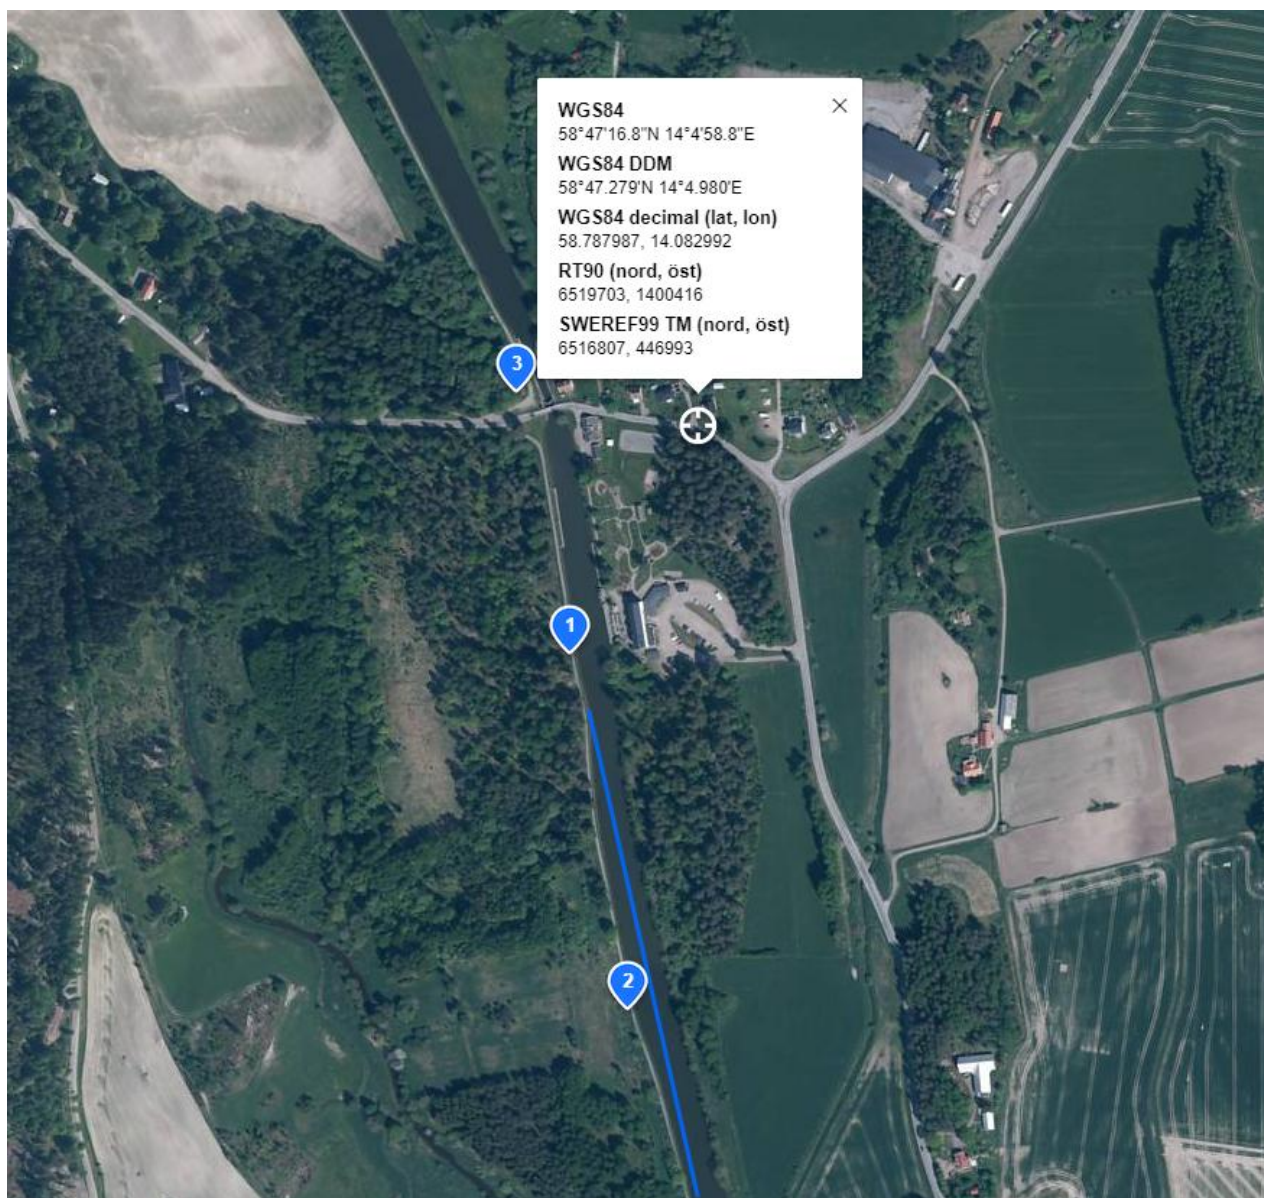 WGS84
58°47'16.8"N 14°4'58.8"E
WGS84 DDM
58°47.279'N 14°4.980'E
WGS84 decimal (lat, lon)
58.787987, 14.082992
RT90 (nord, öst)
6519703, 1400416
SWEREF99 TM (nord, öst)
6516807, 446993
3
1
2